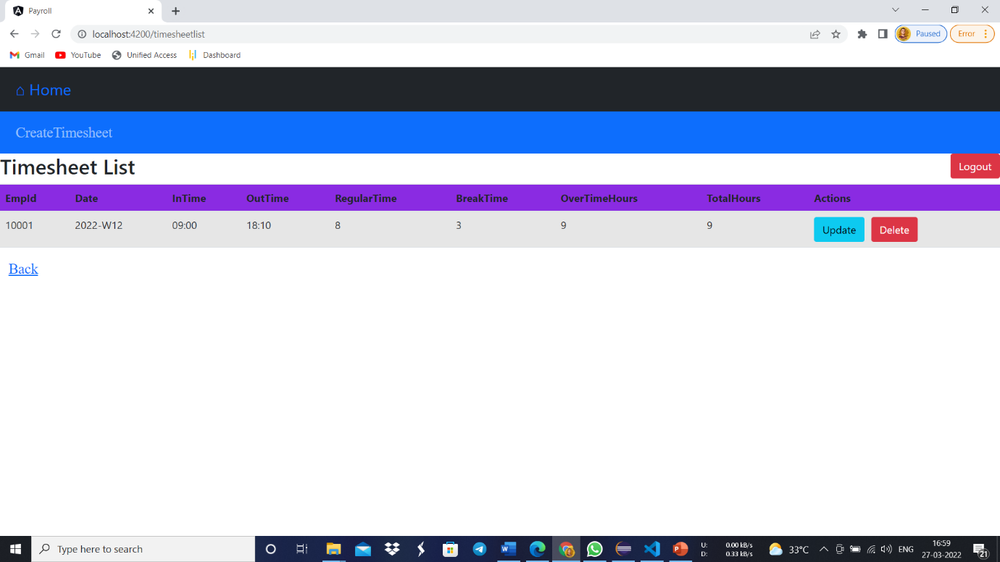 Payroll
localhost:4200/timesheetlist
Paused
Error
Gmail YouTube Unified Access Dashboard
⌂ Home
CreateTimesheet
Timesheet List
Logout
EmpId Date InTime OutTime RegularTime BreakTime OverTimeHours TotalHours Actions
10001 2022-W12 09:00 18:10 8 3 9 9 Update Delete
Back
Type here to search
U: 0.00 kB/s
D: 0.33 kB/s
33°C
ENG
16:59
27-03-2022
21